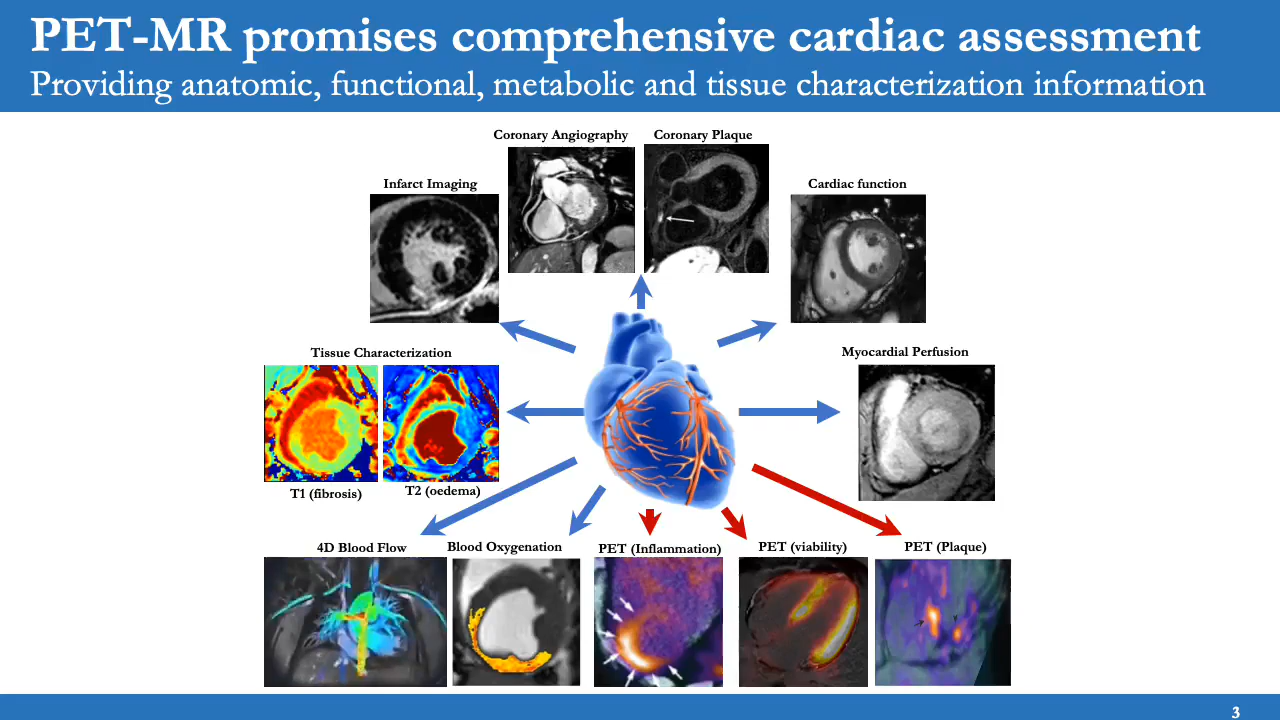 PET-MR promises comprehensive cardiac assessment
Providing anatomic, functional, metabolic and tissue characterization information
Coronary Angiography
Coronary Plaque
Infarct Imaging
Cardiac function
Tissue Characterization
Myocardial Perfusion
T1 (fibrosis)
T2 (oedema)
4D Blood Flow
Blood Oxygenation
PET (Inflammation)
PET (viability)
PET (Plaque)
3